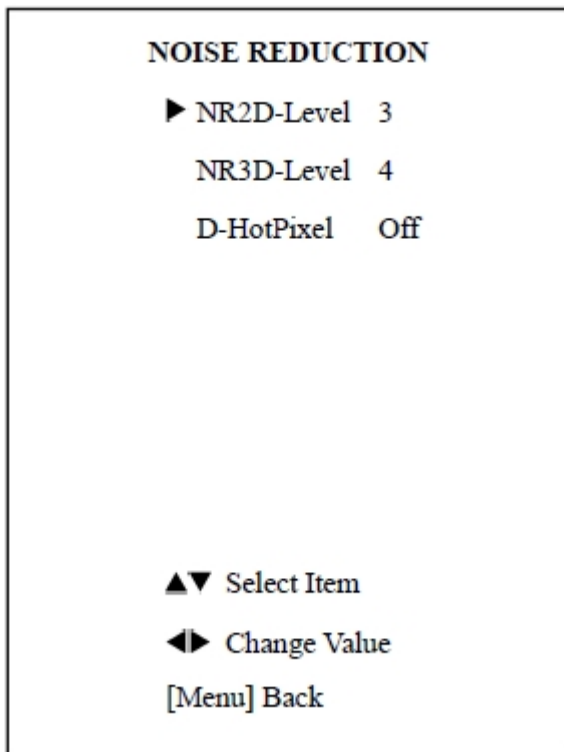 NOISE REDUCTION
▶ NR2D-Level 3
NR3D-Level 4
D-HotPixel Off
▲▼ Select Item
◀▶ Change Value
[Menu] Back